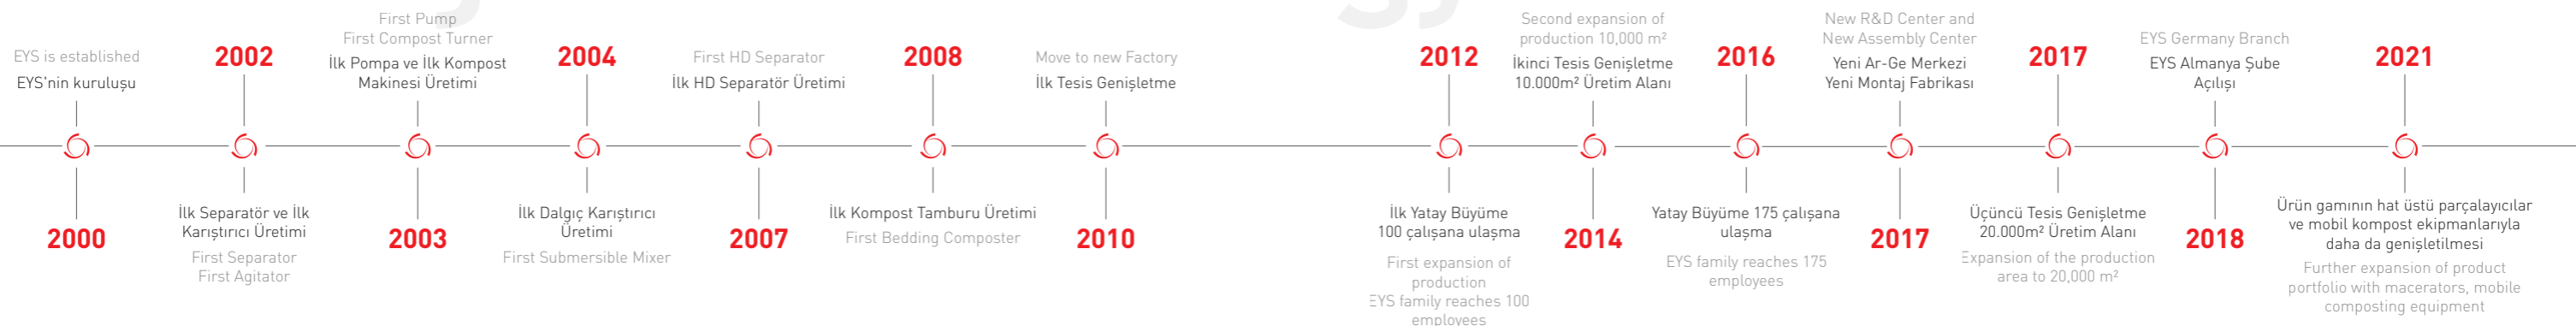 EYS is established
EYS'nin kuruluşu
2000
2002
İlk Separatör ve İlk
Karıştırıcı Üretimi
First Separator
First Agitator
First Pump
First Compost Turner
İlk Pompa ve İlk Kompost
Makinesi Üretimi
2003
2004
İlk Dalgıç Karıştırıcı
Üretimi
First Submersible Mixer
First HD Separator
İlk HD Separatör Üretimi
2007
2008
İlk Kompost Tamburu Üretimi
First Bedding Composter
Move to new Factory
İlk Tesis Genişletme
2010
2012
İlk Yatay Büyüme
100 çalışana ulaşma
First expansion of
production
EYS family reaches 100
employees
Second expansion of
production 10,000 m²
İkinci Tesis Genişletme
10.000m² Üretim Alanı
2014
2016
Yatay Büyüme 175 çalışana
ulaşma
EYS family reaches 175
employees
New R&D Center and
New Assembly Center
Yeni Ar-Ge Merkezi
Yeni Montaj Fabrikası
2017
2017
Üçüncü Tesis Genişletme
20.000m² Üretim Alanı
Expansion of the production
area to 20,000 m²
EYS Germany Branch
EYS Almanya Şube
Açılışı
2018
2021
Ürün gamının hat üstü parçalayıcılar
ve mobil kompost ekipmanlarıyla
daha da genişletilmesi
Further expansion of product
portfolio with macerators, mobile
composting equipment